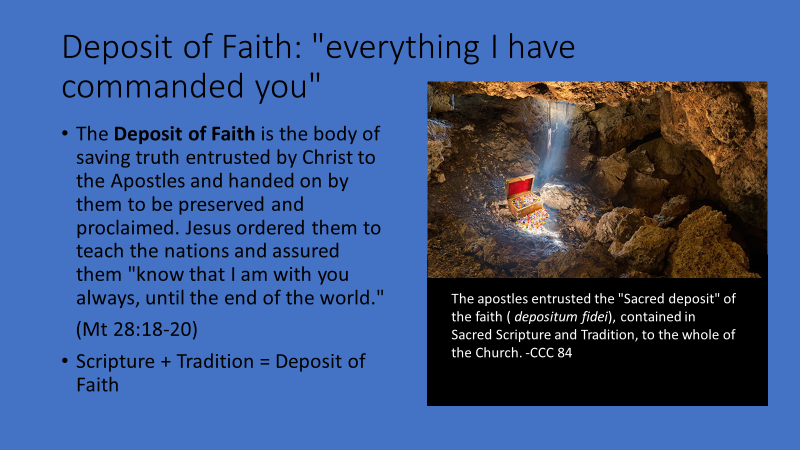 Deposit of Faith: "everything I have
commanded you"
• The Deposit of Faith is the body of
saving truth entrusted by Christ to
the Apostles and handed on by
them to be preserved and
proclaimed. Jesus ordered them to
teach the nations and assured
them "know that I am with you
always, until the end of the world."
(Mt 28:18-20)
• Scripture + Tradition = Deposit of
Faith
The apostles entrusted the "Sacred deposit" of
the faith ( depositum fidei), contained in
Sacred Scripture and Tradition, to the whole of
the Church. -CCC 84